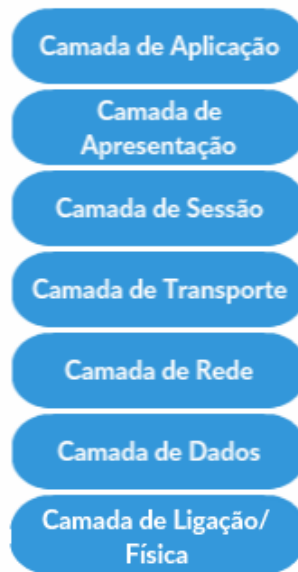 Camada de Aplicação
Camada de
Apresentação
Camada de Sessão
Camada de Transporte
Camada de Rede
Camada de Dados
Camada de Ligação/
Física